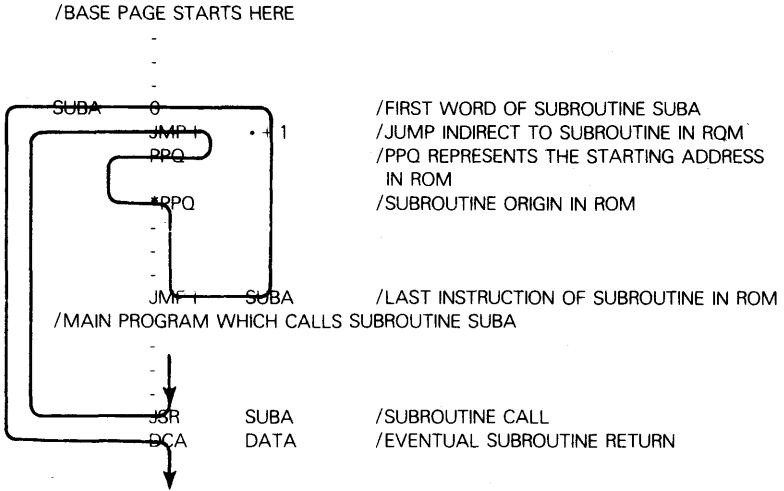 /BASE PAGE STARTS HERE
-
-
-
SUBA 0 /FIRST WORD OF SUBROUTINE SUBA
JMP I . + 1 /JUMP INDIRECT TO SUBROUTINE IN ROM
PPQ /PPQ REPRESENTS THE STARTING ADDRESS
IN ROM
*PPQ /SUBROUTINE ORIGIN IN ROM
-
-
-
JMP I SUBA /LAST INSTRUCTION OF SUBROUTINE IN ROM
/MAIN PROGRAM WHICH CALLS SUBROUTINE SUBA
-
-
-
JSR SUBA /SUBROUTINE CALL
DCA DATA /EVENTUAL SUBROUTINE RETURN